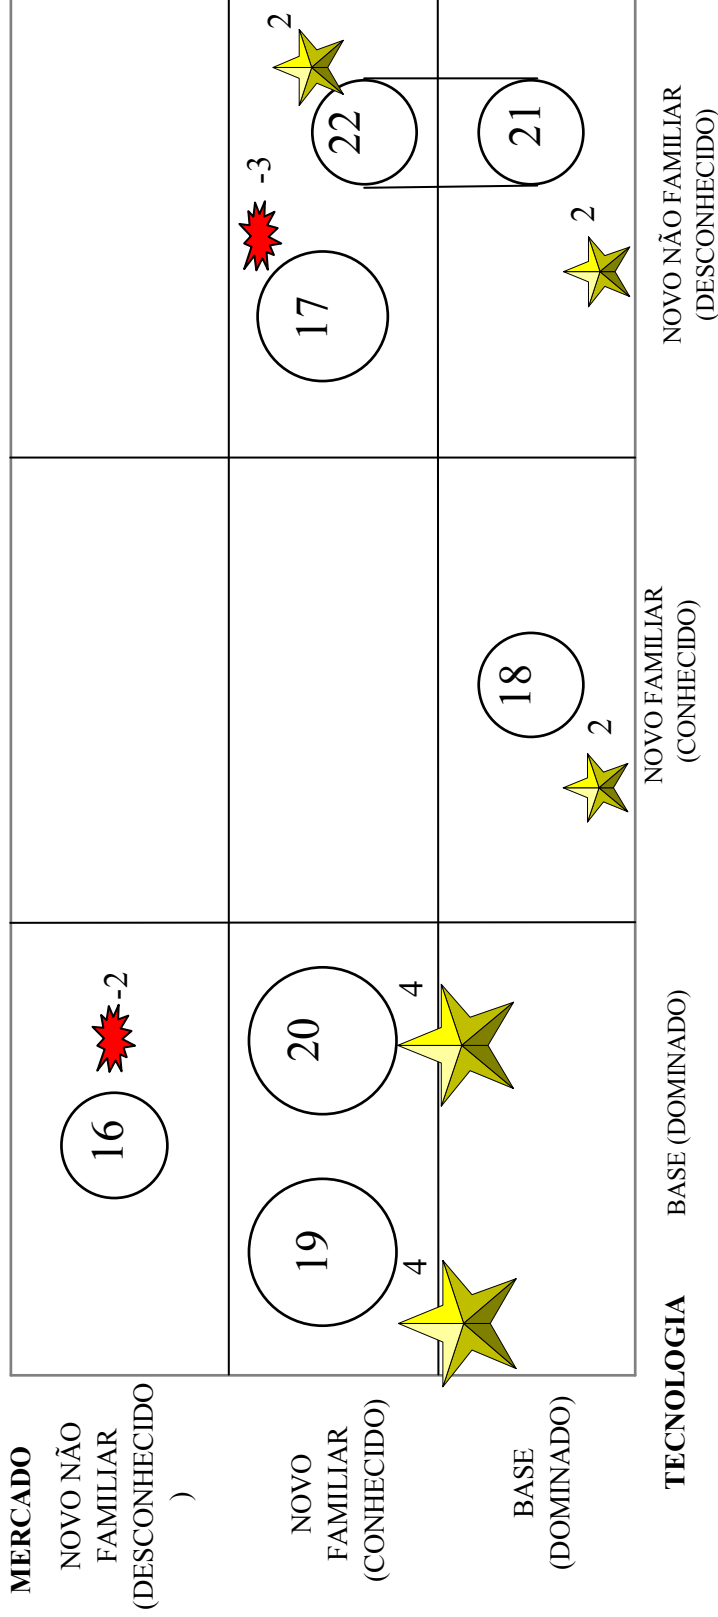 MERCADO
NOVO NÃO
FAMILIAR
(DESCONHECIDO
)
16
-2
17
-3
22
2
NOVO
FAMILIAR
(CONHECIDO)
19
4
20
4
21
2
BASE
(DOMINADO)
18
2
TECNOLOGIA
BASE (DOMINADO)
NOVO FAMILIAR
(CONHECIDO)
NOVO NÃO FAMILIAR
(DESCONHECIDO)